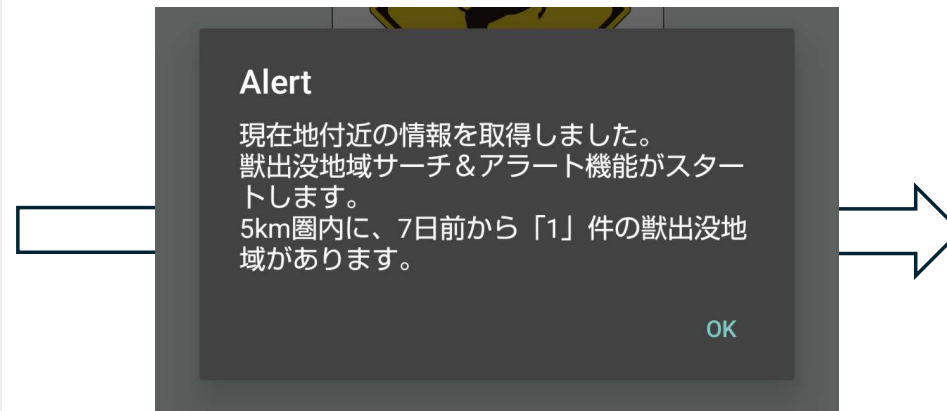 Alert
現在地付近の情報を取得しました。
獣出没地域サーチ＆アラート機能がスター
トします。
5km圏内に、7日前から「1」件の獣出没地
域があります。
OK